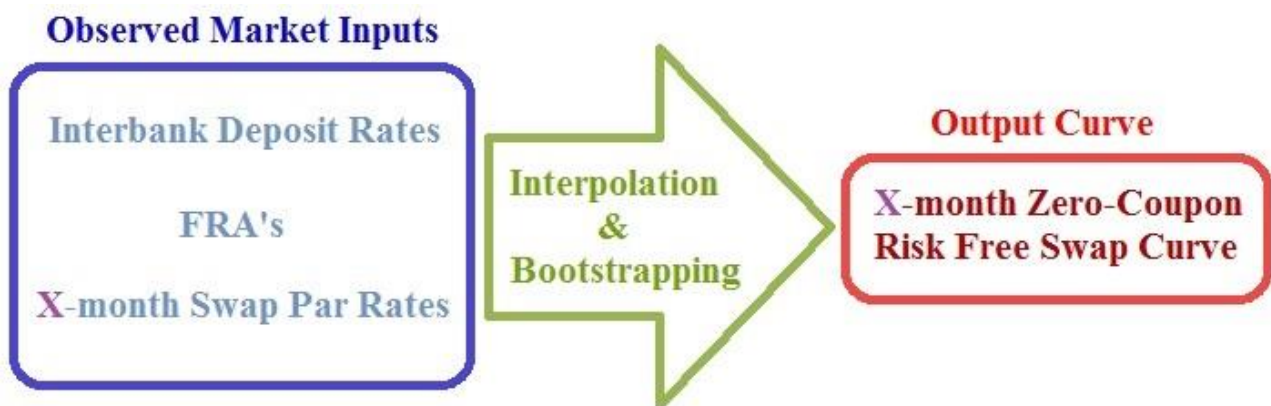 Observed Market Inputs
Interbank Deposit Rates
FRA's
X-month Swap Par Rates
Interpolation
&
Bootstrapping
Output Curve
X-month Zero-Coupon
Risk Free Swap Curve